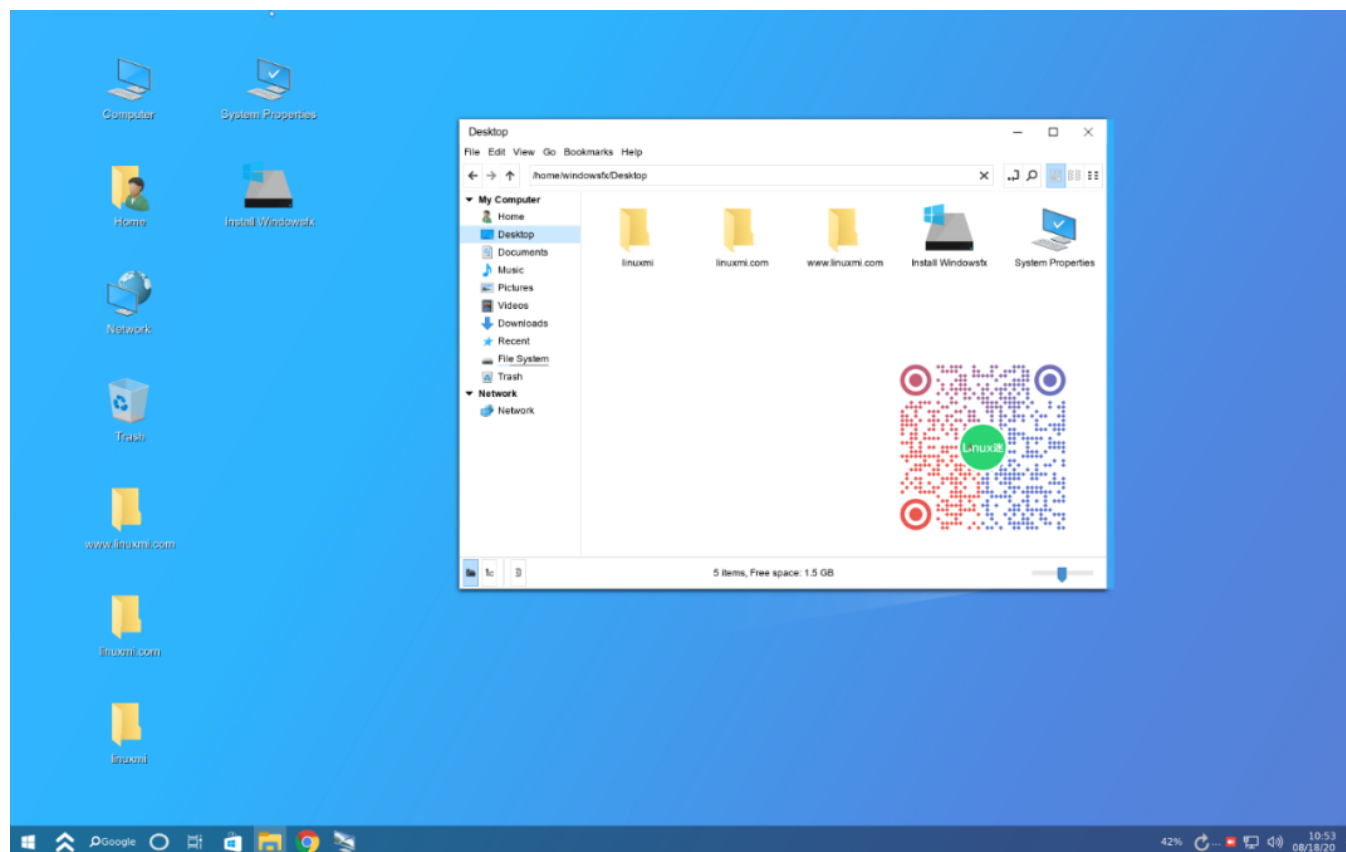 Computer
System Properties
Home
Install Windowsfx
Network
Trash
www.linuxmi.com
linuxmi.com
linuxmi
Desktop
File Edit View Go Bookmarks Help
/home/windowsfx/Desktop
My Computer
Home
Desktop
Documents
Music
Pictures
Videos
Downloads
Recent
File System
Trash
Network
Network
linuxmi
linuxmi.com
www.linuxmi.com
Install Windowsfx
System Properties
Linux迷
5 items, Free space: 1.5 GB
Google
42%
10:53
08/18/20